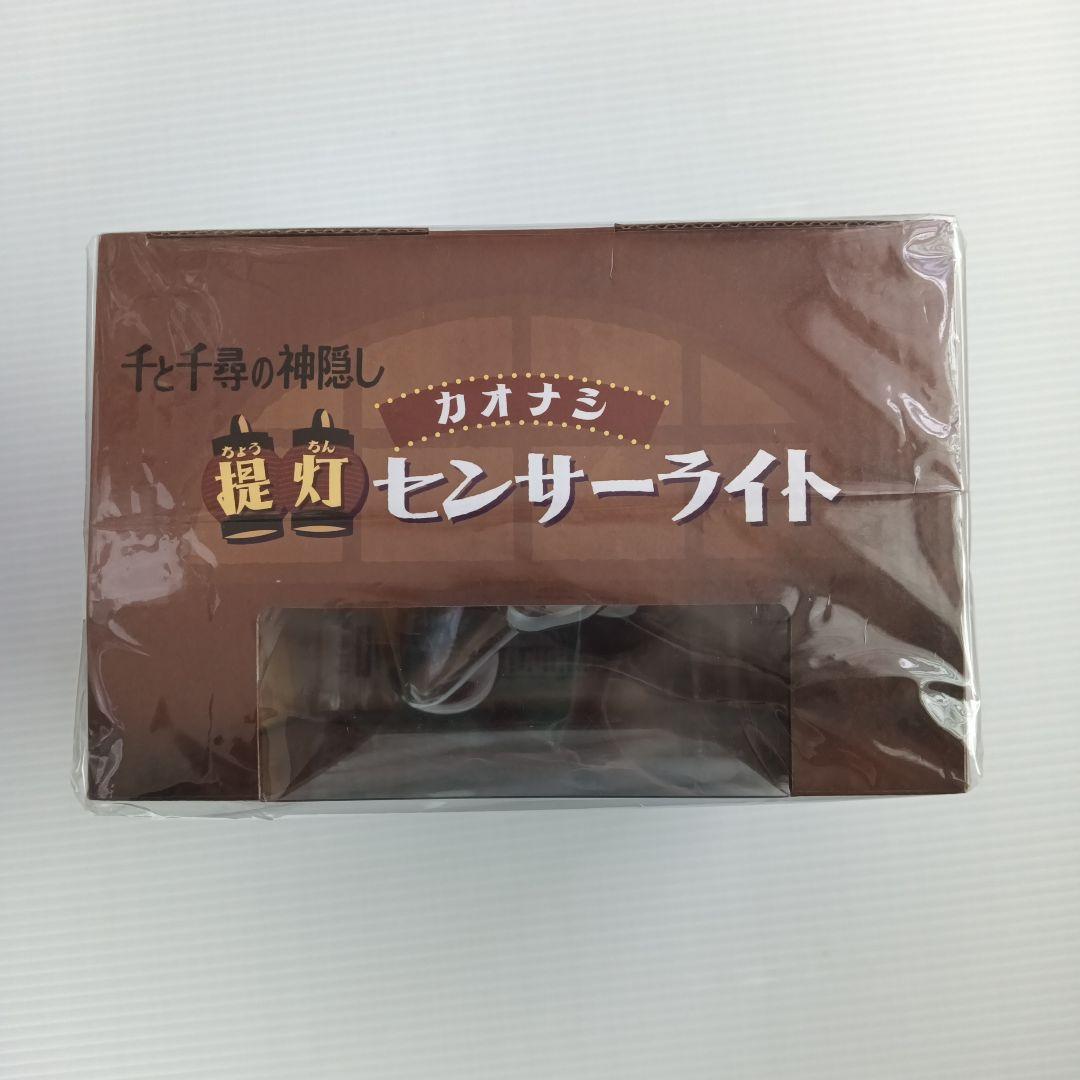 千と千尋の神隠し
カオナシ
ちょう ちん
提灯センサーライト